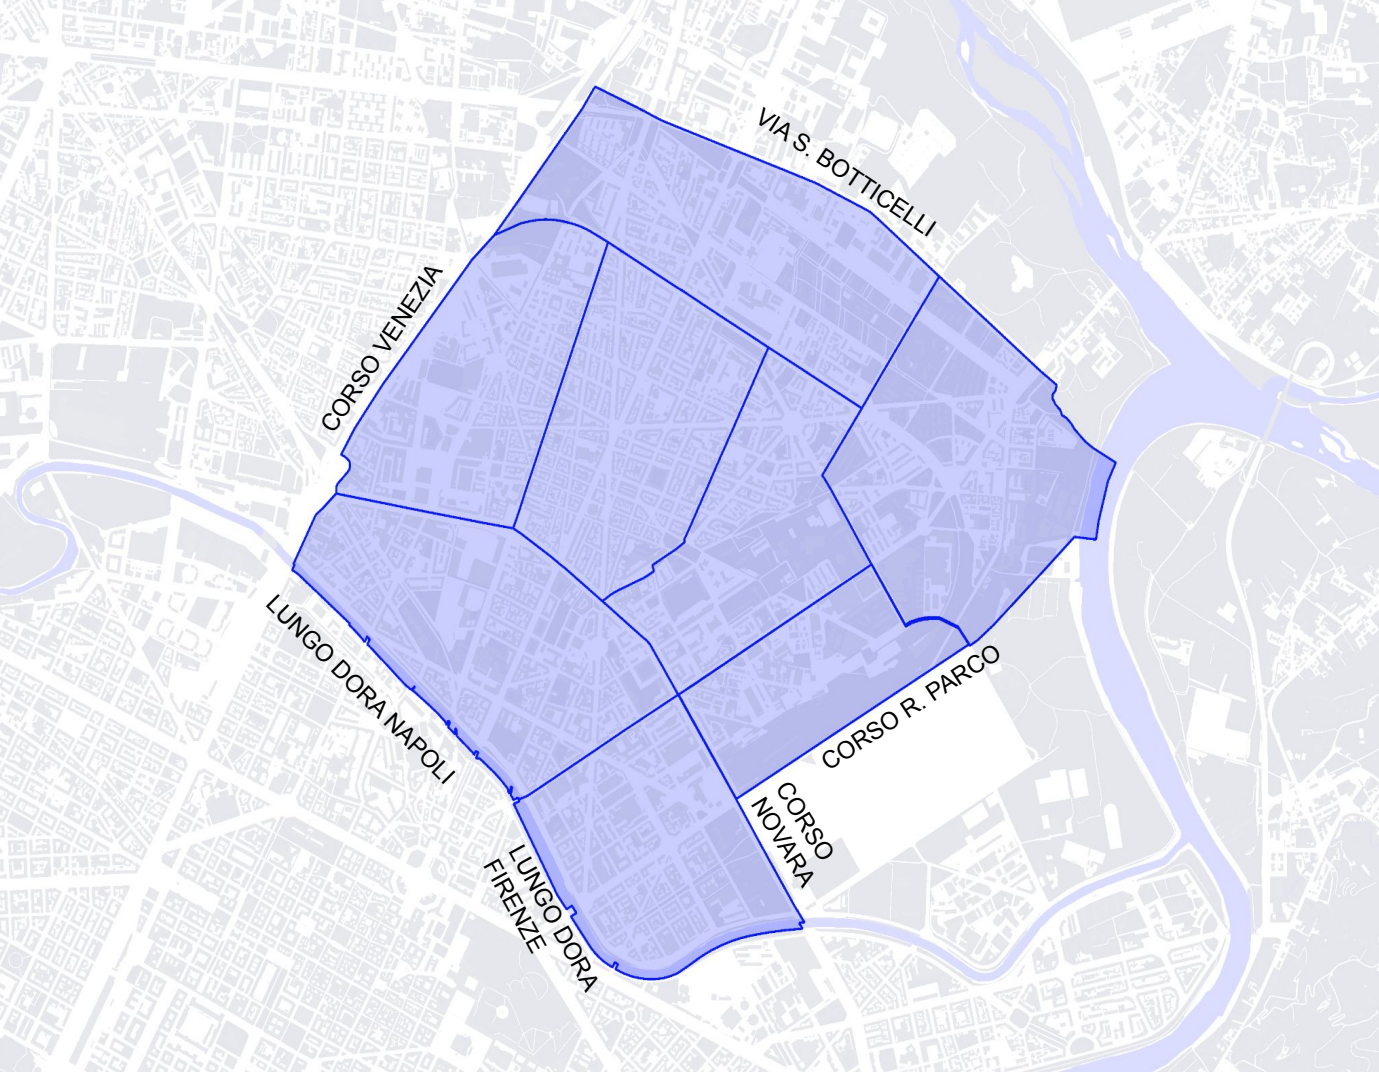 VIA S. BOTTICELLI
CORSO VENEZIA
LUNGO DORA NAPOLI
CORSO R. PARCO
CORSO
NOVARA
LUNGO DORA
FIRENZE